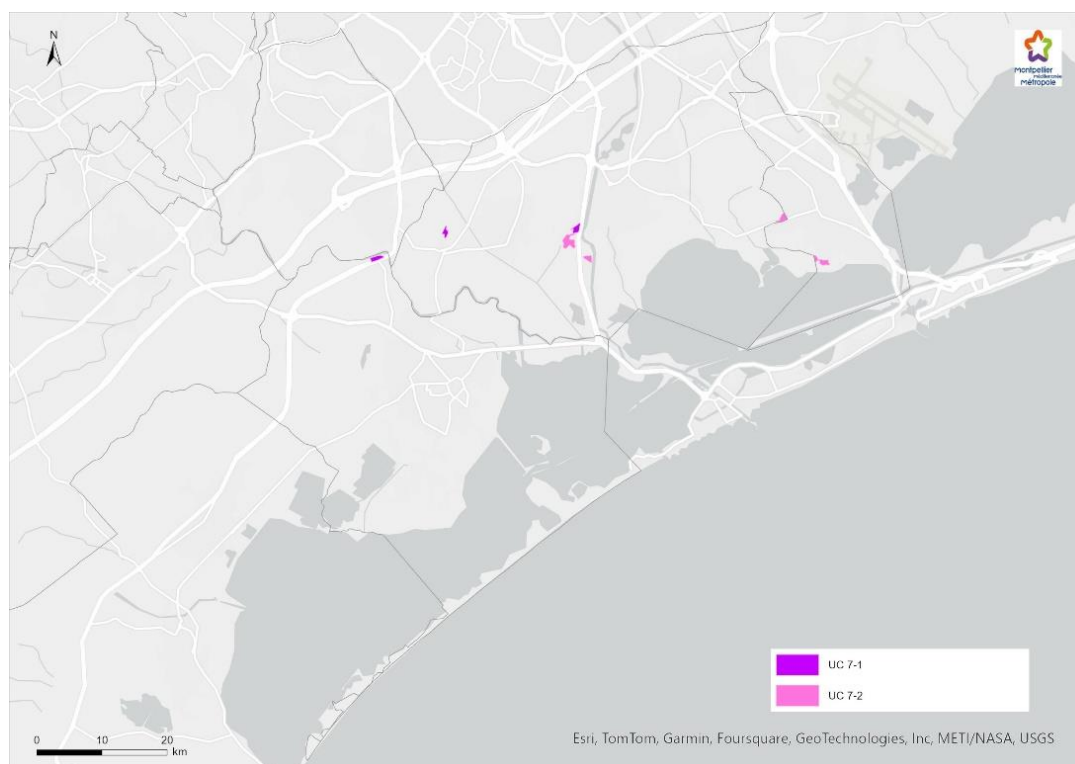 N
Montpellier
méditerranée
Métropole
UC 7-1
UC 7-2
0 10 20
km
Esri, TomTom, Garmin, Foursquare, GeoTechnologies, Inc, METI/NASA, USGS